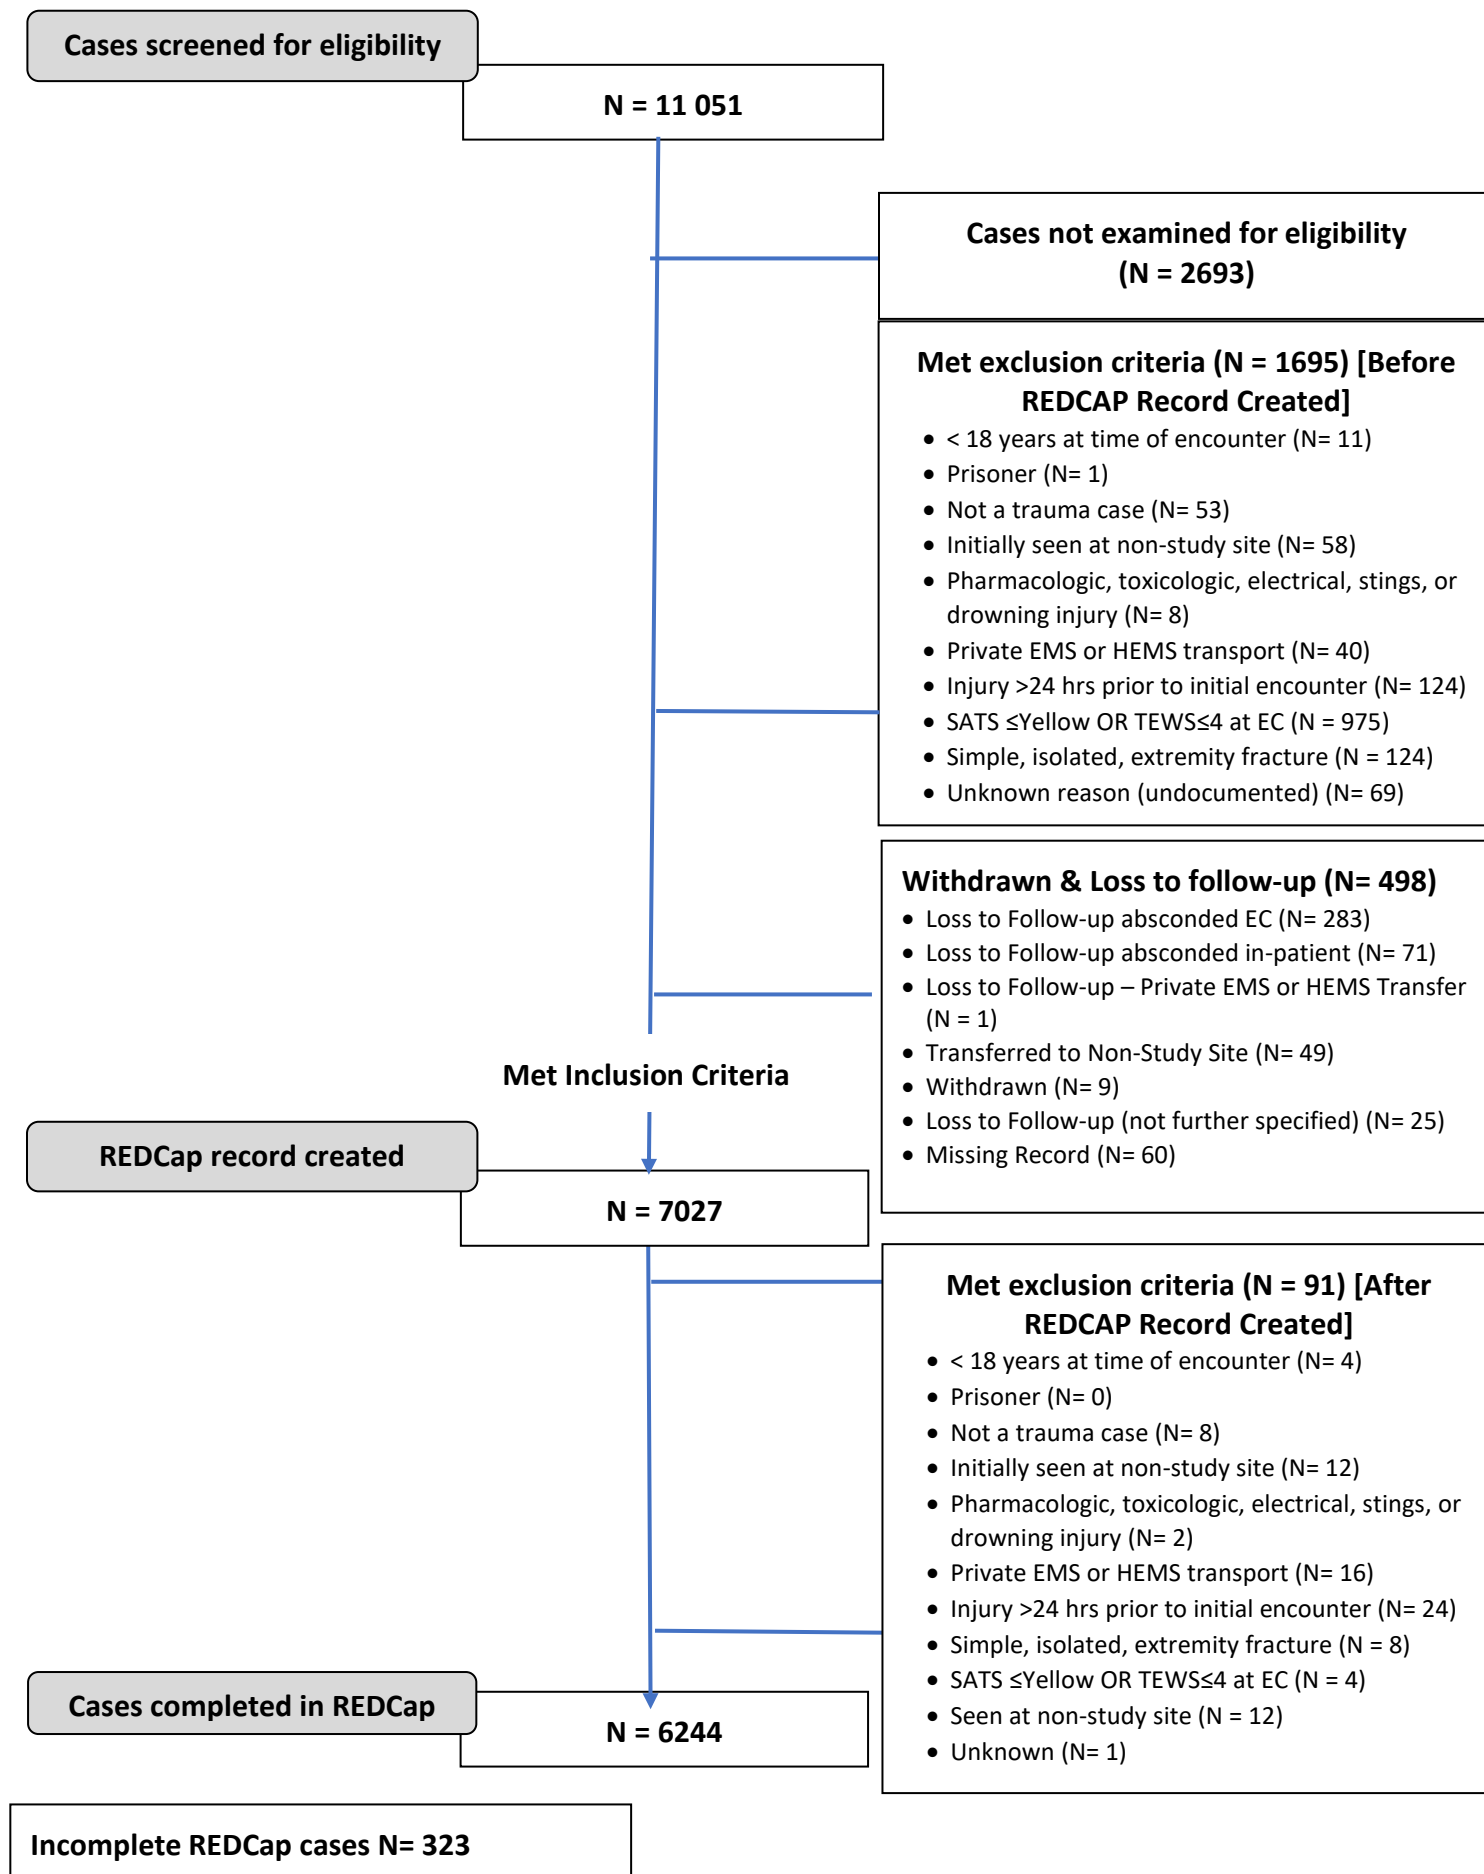 Cases screened for eligibility
N = 11 051
Cases not examined for eligibility
(N = 2693)
Met exclusion criteria (N = 1695) [Before
REDCAP Record Created]
• < 18 years at time of encounter (N= 11)
• Prisoner (N= 1)
• Not a trauma case (N= 53)
• Initially seen at non-study site (N= 58)
• Pharmacologic, toxicologic, electrical, stings, or
drowning injury (N= 8)
• Private EMS or HEMS transport (N= 40)
• Injury >24 hrs prior to initial encounter (N= 124)
• SATS ≤Yellow OR TEWS≤4 at EC (N = 975)
• Simple, isolated, extremity fracture (N = 124)
• Unknown reason (undocumented) (N= 69)
Withdrawn & Loss to follow-up (N= 498)
• Loss to Follow-up absconded EC (N= 283)
• Loss to Follow-up absconded in-patient (N= 71)
• Loss to Follow-up – Private EMS or HEMS Transfer
(N = 1)
• Transferred to Non-Study Site (N= 49)
• Withdrawn (N= 9)
• Loss to Follow-up (not further specified) (N= 25)
• Missing Record (N= 60)
Met Inclusion Criteria
REDCap record created
N = 7027
Met exclusion criteria (N = 91) [After
REDCAP Record Created]
• < 18 years at time of encounter (N= 4)
• Prisoner (N= 0)
• Not a trauma case (N= 8)
• Initially seen at non-study site (N= 12)
• Pharmacologic, toxicologic, electrical, stings, or
drowning injury (N= 2)
• Private EMS or HEMS transport (N= 16)
• Injury >24 hrs prior to initial encounter (N= 24)
• Simple, isolated, extremity fracture (N = 8)
• SATS ≤Yellow OR TEWS≤4 at EC (N = 4)
• Seen at non-study site (N = 12)
• Unknown (N= 1)
Cases completed in REDCap
N = 6244
Incomplete REDCap cases N= 323